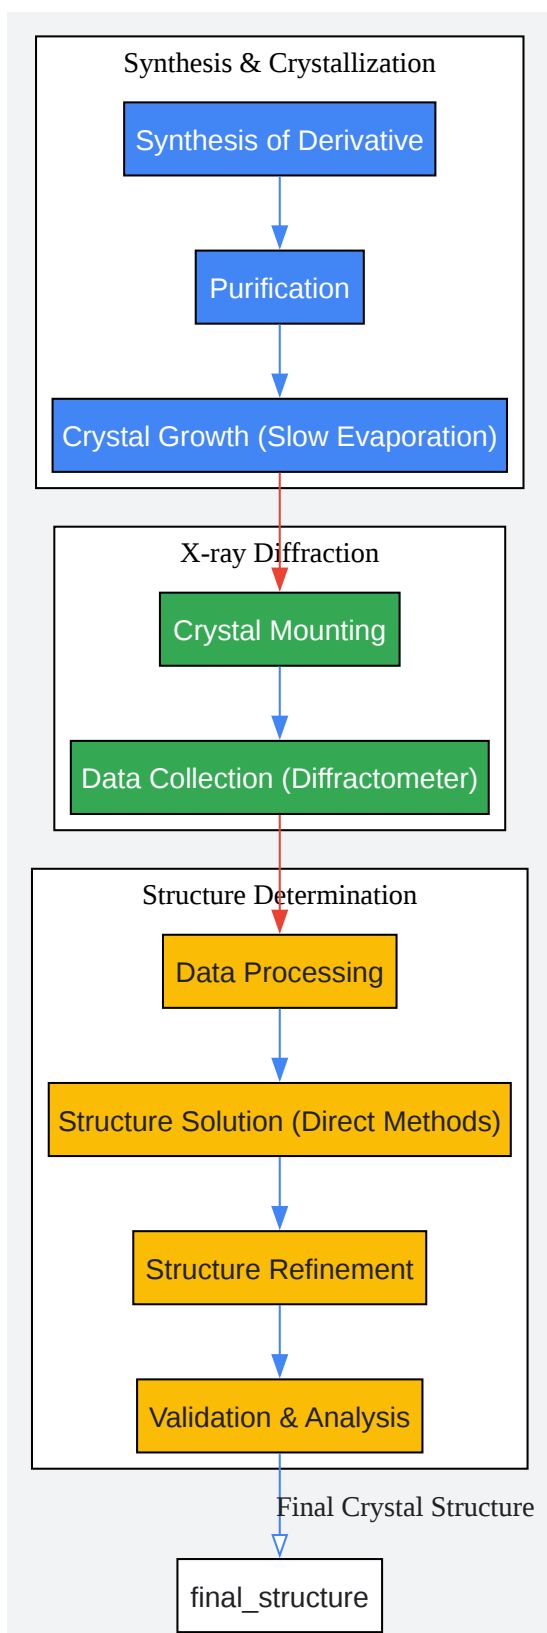 Synthesis & Crystallization
Synthesis of Derivative
Purification
Crystal Growth (Slow Evaporation)
X-ray Diffraction
Crystal Mounting
Data Collection (Diffractometer)
Structure Determination
Data Processing
Structure Solution (Direct Methods)
Structure Refinement
Validation & Analysis
Final Crystal Structure
final_structure